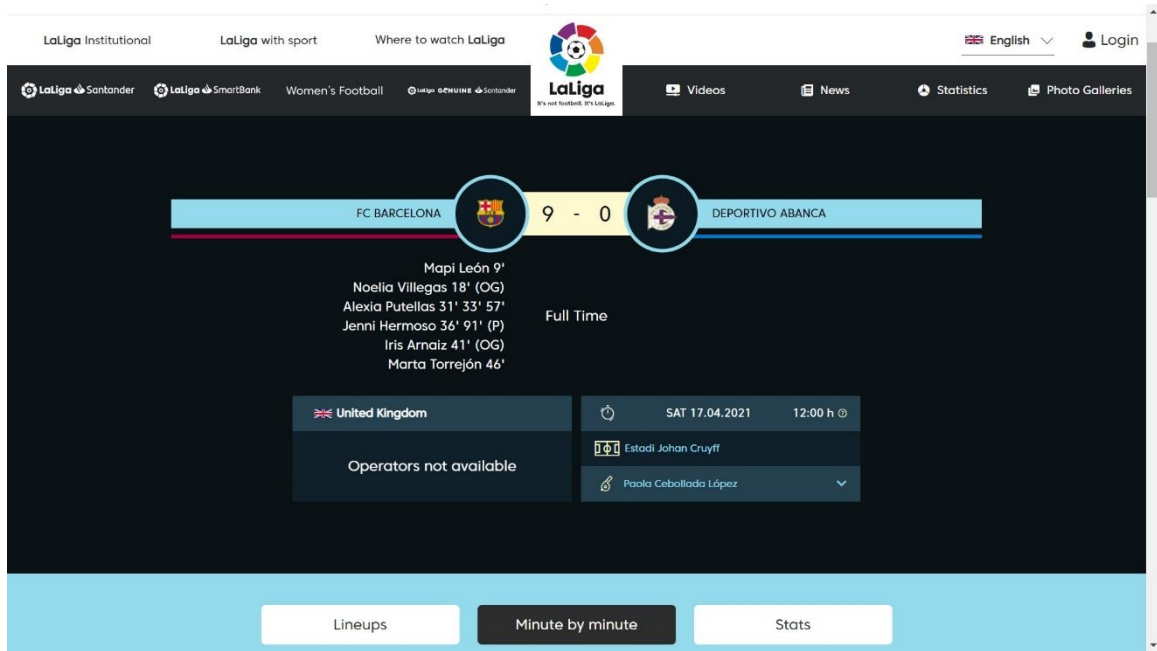 LaLiga Institutional
LaLiga with sport
Where to watch LaLiga
English
Login
LaLiga Santander
LaLiga SmartBank
Women's Football
LaLiga GENUINE Santander
LaLiga
It's not football. It's LaLiga.
Videos
News
Statistics
Photo Galleries
FC BARCELONA
9 - 0
DEPORTIVO ABANCA
Mapi León 9'
Noelia Villegas 18' (OG)
Alexia Putellas 31' 33' 57'
Jenni Hermoso 36' 91' (P)
Iris Arnaiz 41' (OG)
Marta Torrejón 46'
Full Time
United Kingdom
Operators not available
SAT 17.04.2021
12:00 h
Estadi Johan Cruyff
Paola Cebollada López
Lineups
Minute by minute
Stats